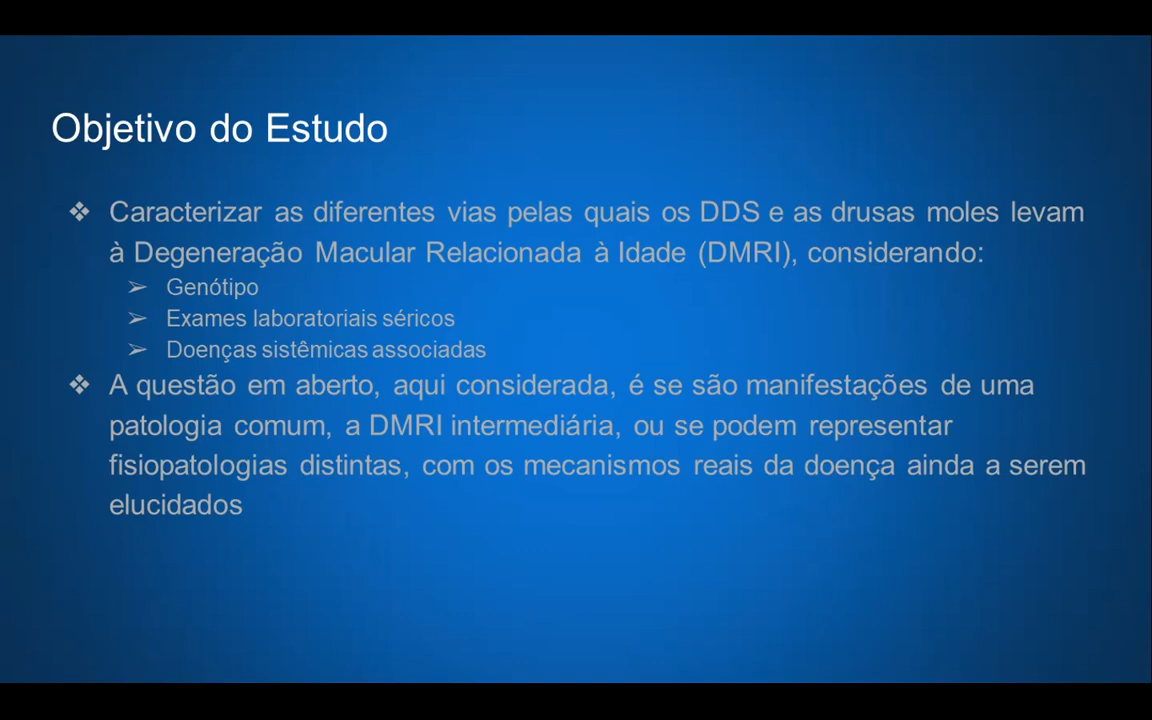 Objetivo do Estudo
❖ Caracterizar as diferentes vias pelas quais os DDS e as drusas moles levam
à Degeneração Macular Relacionada à Idade (DMRI), considerando:
➢ Genótipo
➢ Exames laboratoriais séricos
➢ Doenças sistêmicas associadas
❖ A questão em aberto, aqui considerada, é se são manifestações de uma
patologia comum, a DMRI intermediária, ou se podem representar
fisiopatologias distintas, com os mecanismos reais da doença ainda a serem
elucidados